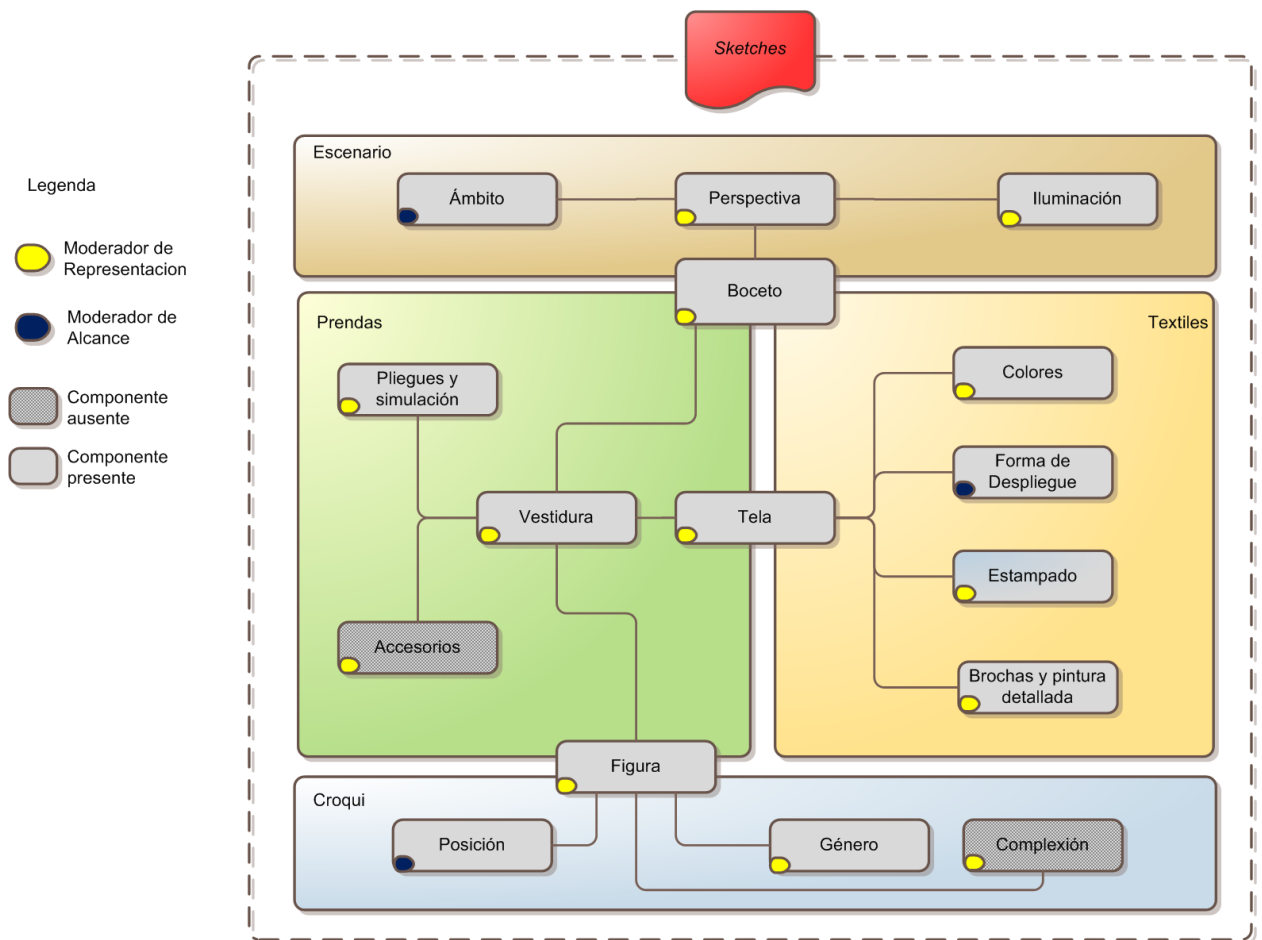 Sketches
Escenario
Ámbito
Perspectiva
Iluminación
Legenda
Moderador de
Representacion
Moderador de
Alcance
Componente
ausente
Componente
presente
Boceto
Prendas
Textiles
Pliegues y
simulación
Colores
Forma de
Despliegue
Vestidura
Tela
Estampado
Accesorios
Brochas y pintura
detallada
Figura
Croqui
Posición
Género
Complexión